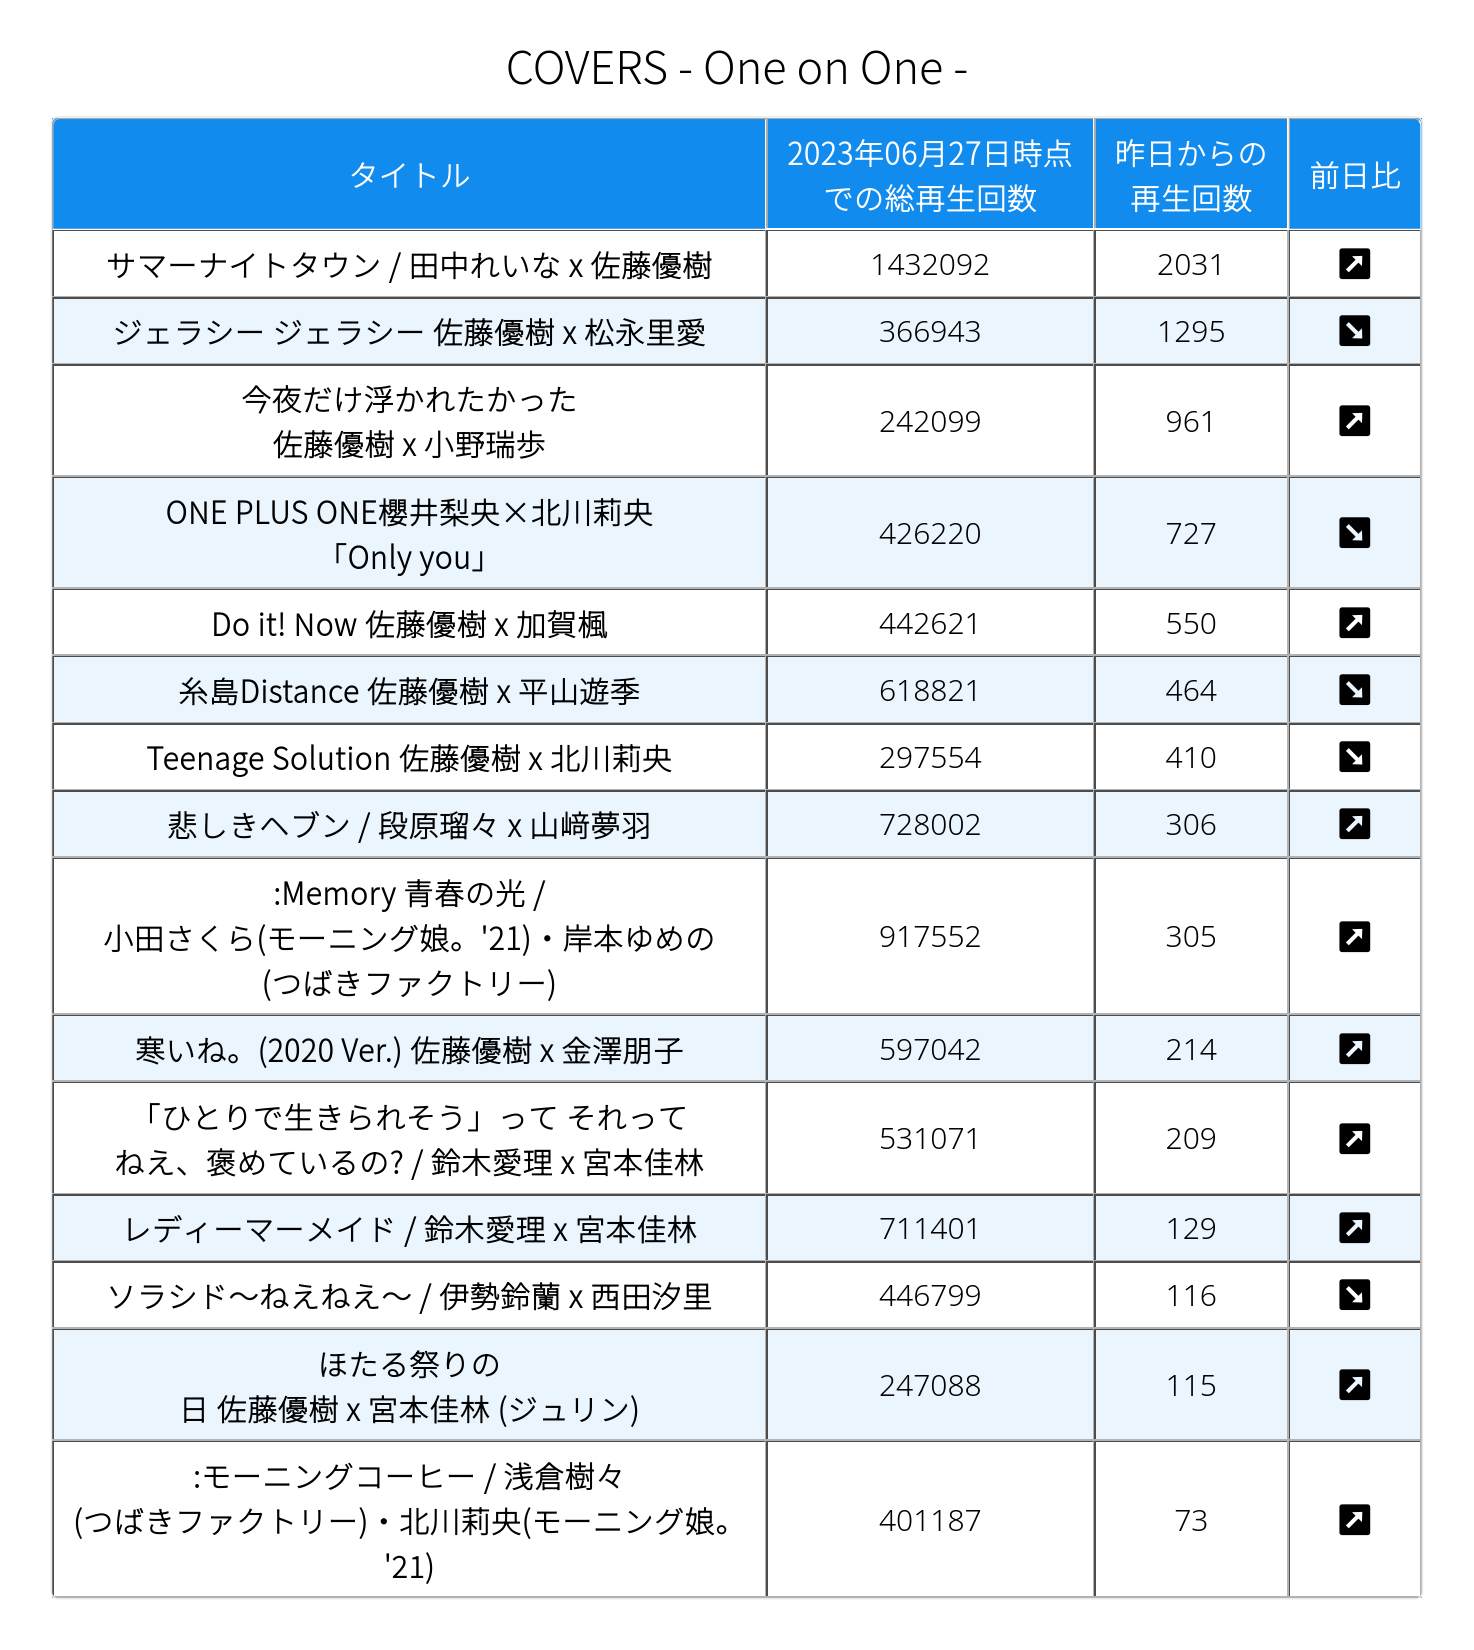 COVERS - One on One -
タイトル
2023年06月27日時点
での総再生回数
昨日からの
再生回数
前日比
サマーナイトタウン / 田中れいな x 佐藤優樹
1432092
2031
ジェラシー ジェラシー 佐藤優樹 x 松永里愛
366943
1295
今夜だけ浮かれたかった
佐藤優樹 x 小野瑞歩
242099
961
ONE PLUS ONE櫻井梨央×北川莉央
「Only you」
426220
727
Do it! Now 佐藤優樹 x 加賀楓
442621
550
糸島Distance 佐藤優樹 x 平山遊季
618821
464
Teenage Solution 佐藤優樹 x 北川莉央
297554
410
悲しきヘブン / 段原瑠々 x 山﨑夢羽
728002
306
:Memory 青春の光 /
小田さくら(モーニング娘。'21)・岸本ゆめの
(つばきファクトリー)
917552
305
寒いね。(2020 Ver.) 佐藤優樹 x 金澤朋子
597042
214
「ひとりで生きられそう」って それって
ねえ、褒めているの? / 鈴木愛理 x 宮本佳林
531071
209
レディーマーメイド / 鈴木愛理 x 宮本佳林
711401
129
ソラシド〜ねえねえ〜 / 伊勢鈴蘭 x 西田汐里
446799
116
ほたる祭りの
日 佐藤優樹 x 宮本佳林 (ジュリン)
247088
115
:モーニングコーヒー / 浅倉樹々
(つばきファクトリー)・北川莉央(モーニング娘。
'21)
401187
73